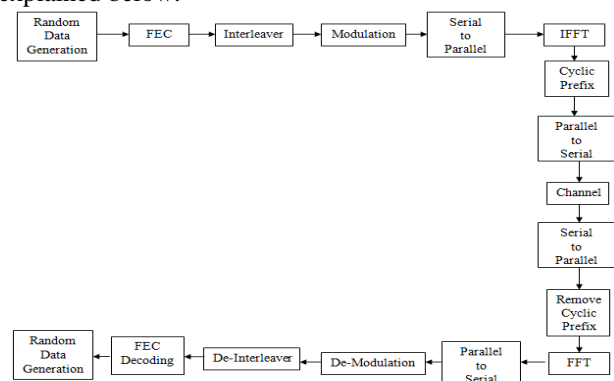 explained below.
Random
Data
Generation
FEC
Interleaver
Modulation
Serial
to
Parallel
IFFT
Cyclic
Prefix
Parallel
to
Serial
Channel
Serial
to
Parallel
Remove
Cyclic
Prefix
FFT
Parallel
to
Serial
De-Modulation
De-Interleaver
FEC
Decoding
Random
Data
Generation